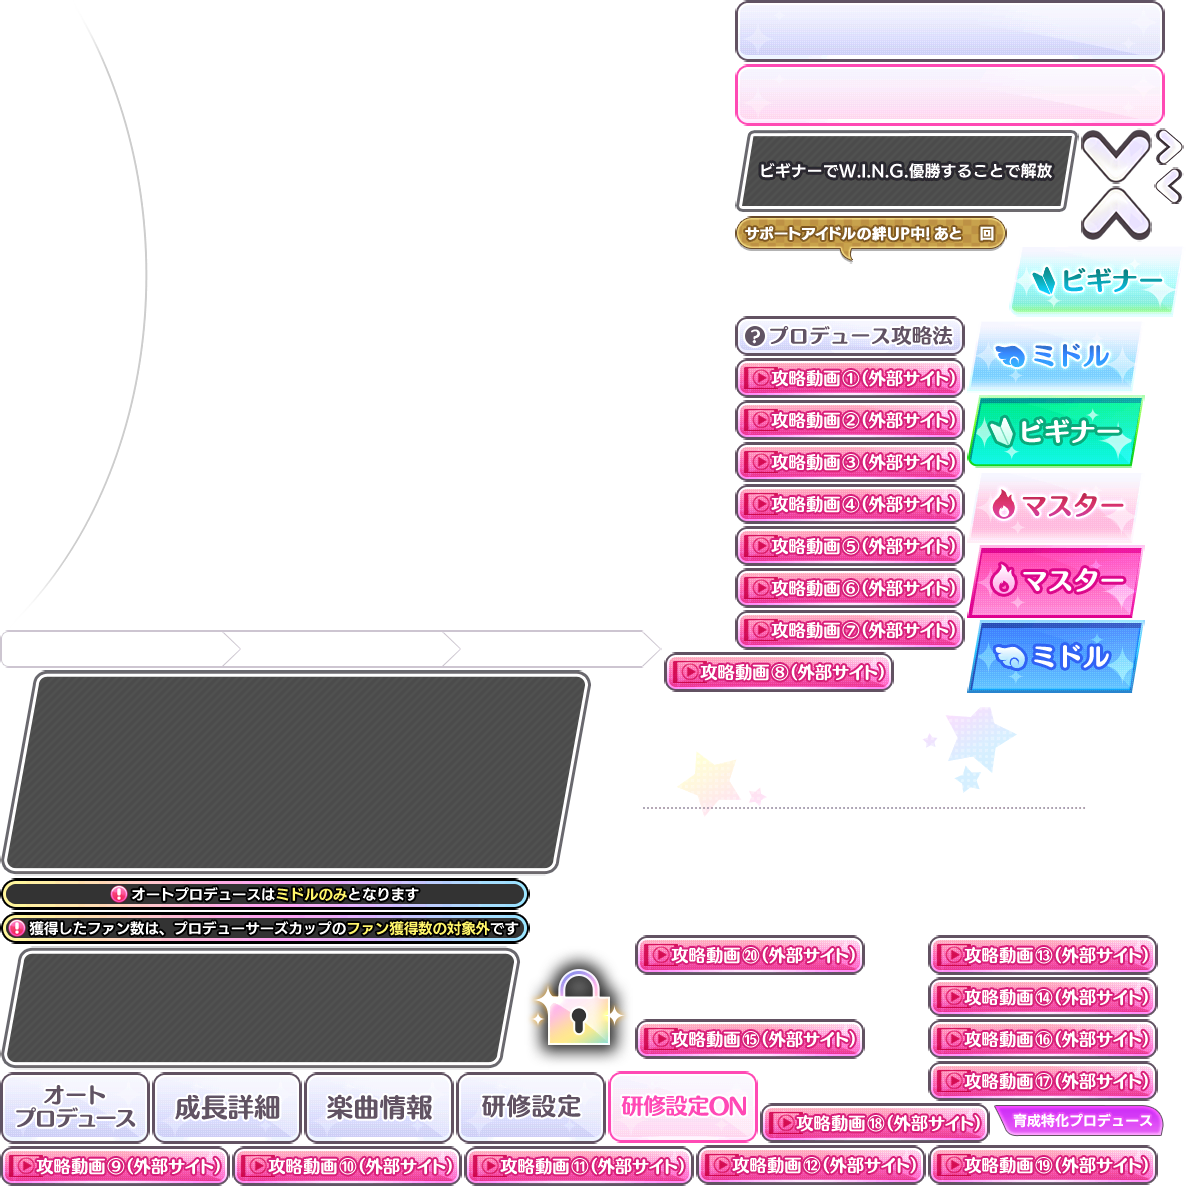 ビギナーでW.I.N.G.優勝することで解放
サポートアイドルの絆UP中!あと 回
ビギナー
プロデュース攻略法
ミドル
攻略動画①(外部サイト)
攻略動画②(外部サイト)
ビギナー
攻略動画③(外部サイト)
攻略動画④(外部サイト)
マスター
攻略動画⑤(外部サイト)
攻略動画⑥(外部サイト)
マスター
攻略動画⑦(外部サイト)
ミドル
攻略動画⑧(外部サイト)
オートプロデュースはミドルのみとなります
獲得したファン数は、プロデューサーズカップのファン獲得数の対象外です
攻略動画⑳(外部サイト)
攻略動画⑬(外部サイト)
攻略動画⑭(外部サイト)
攻略動画⑮(外部サイト)
攻略動画⑯(外部サイト)
攻略動画⑰(外部サイト)
オート
プロデュース
成長詳細
楽曲情報
研修設定
研修設定ON
攻略動画⑱(外部サイト)
育成特化プロデュース
攻略動画⑨(外部サイト)
攻略動画⑩(外部サイト)
攻略動画⑪(外部サイト)
攻略動画⑫(外部サイト)
攻略動画⑲(外部サイト)